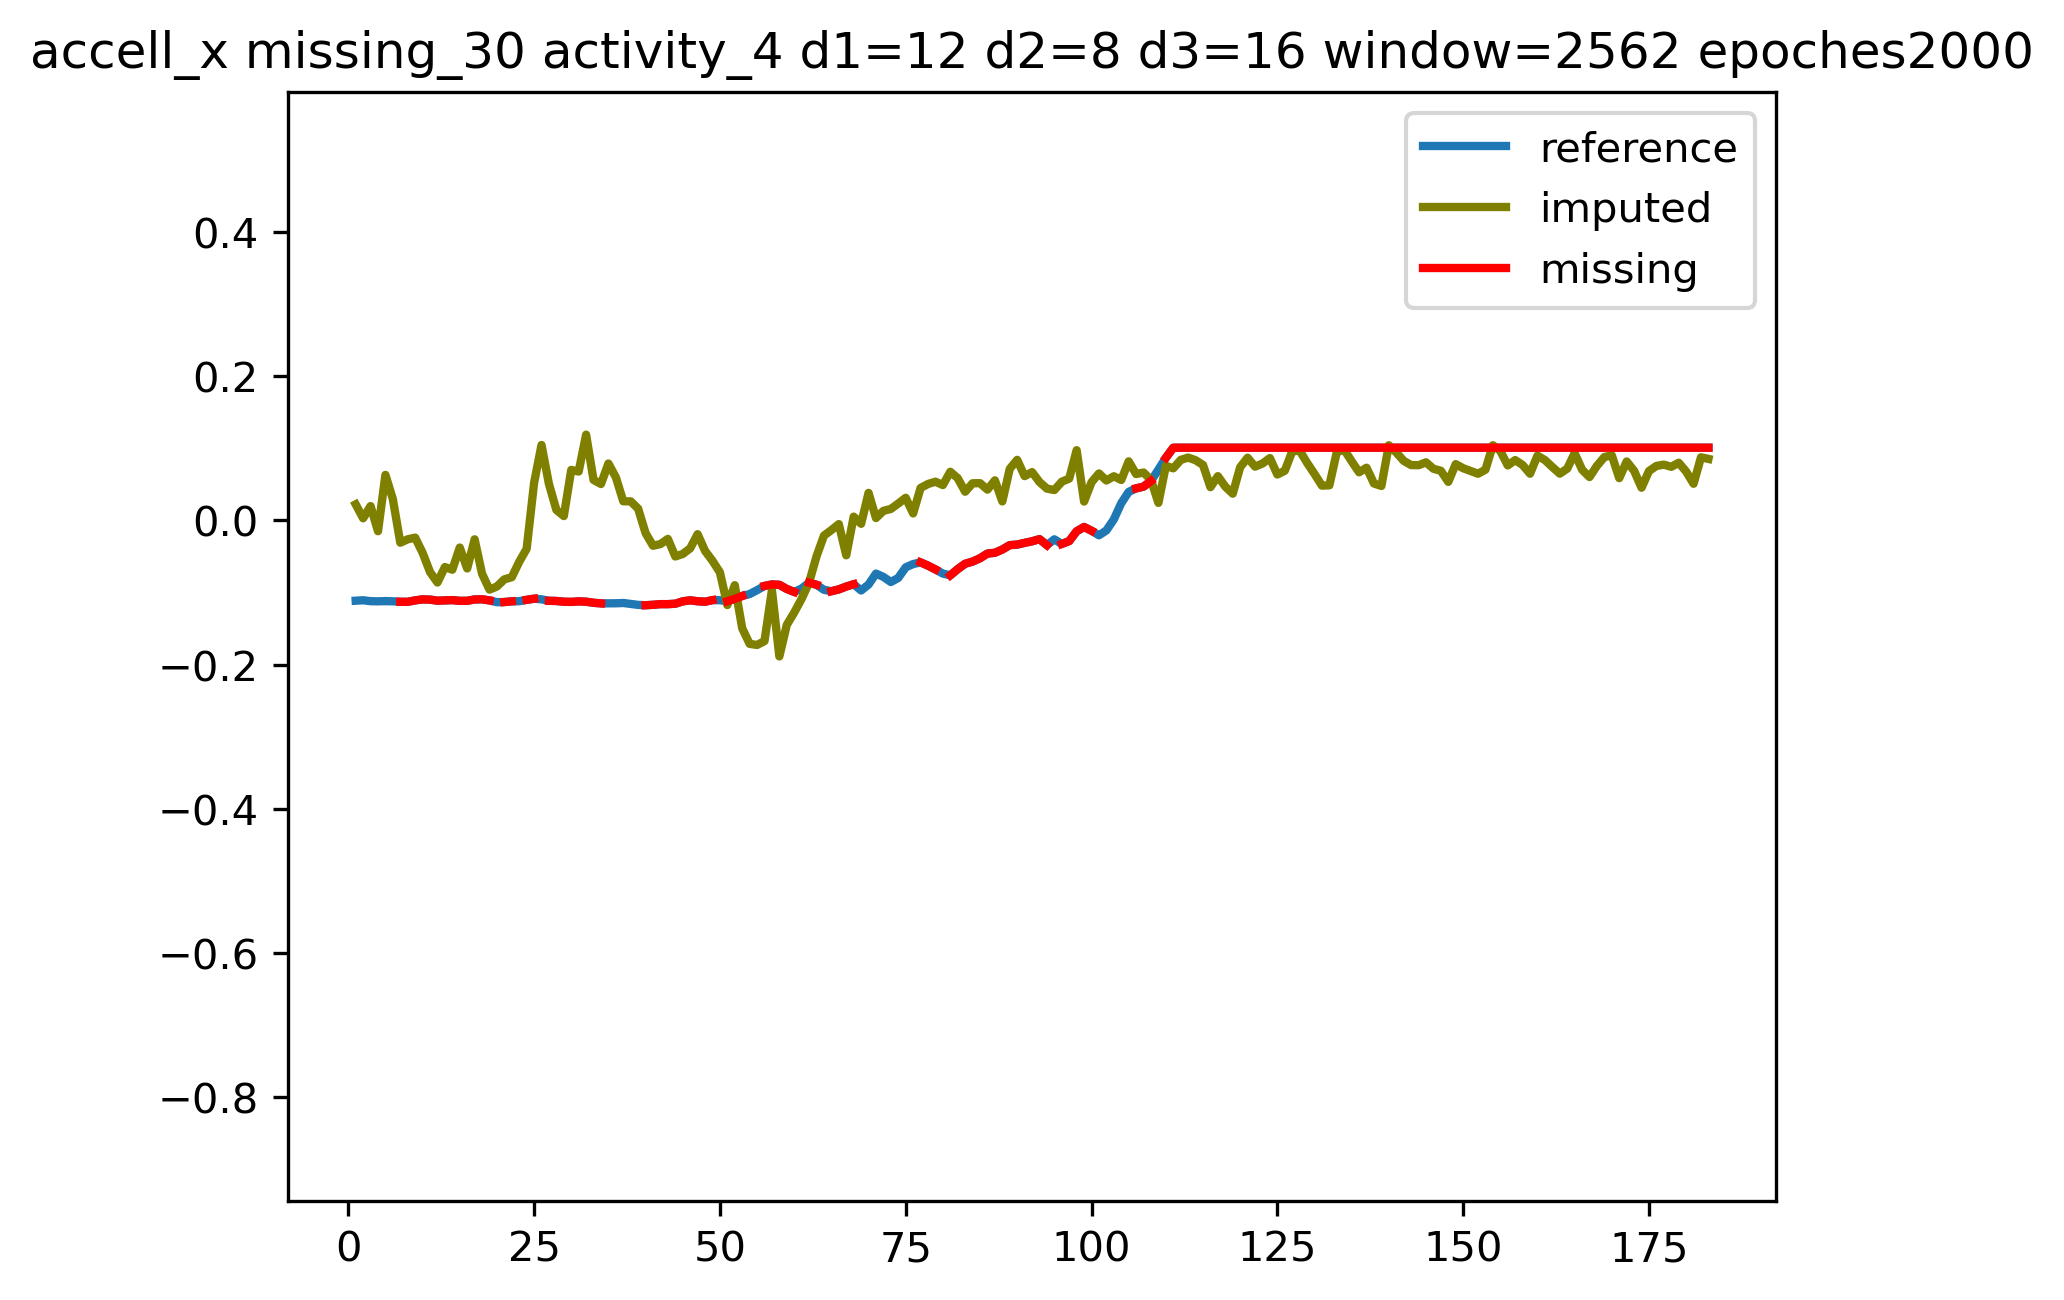 accell_x missing_30 activity_4 d1=12 d2=8 d3=16 window=2562 epoches2000
reference
imputed
missing
0.4
0.2
0.0
−0.2
−0.4
−0.6
−0.8
0 25 50 75 100 125 150 175